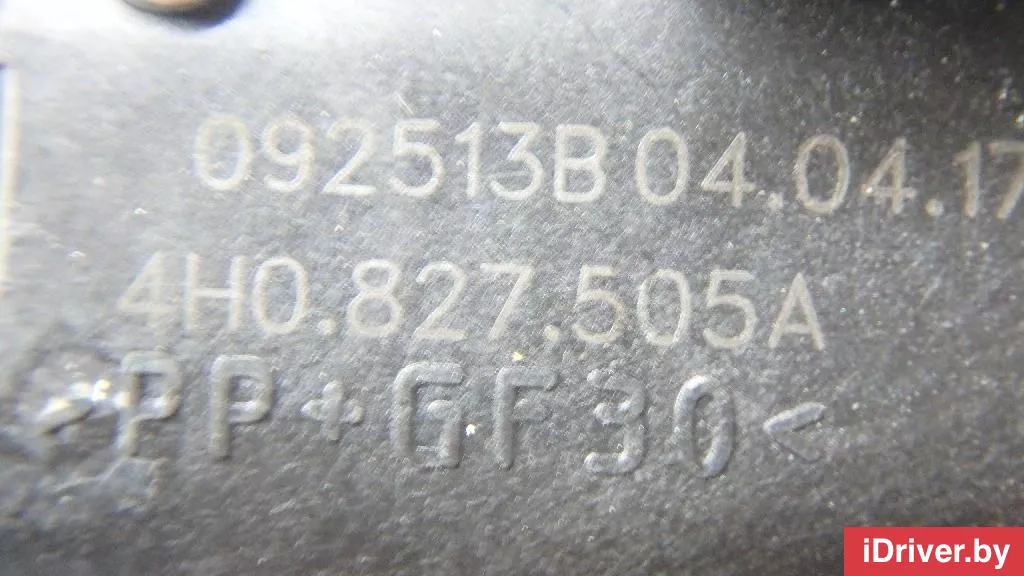 092513B 04.04.17
4H0.827.505A
>PP+GF30<
iDriver.by